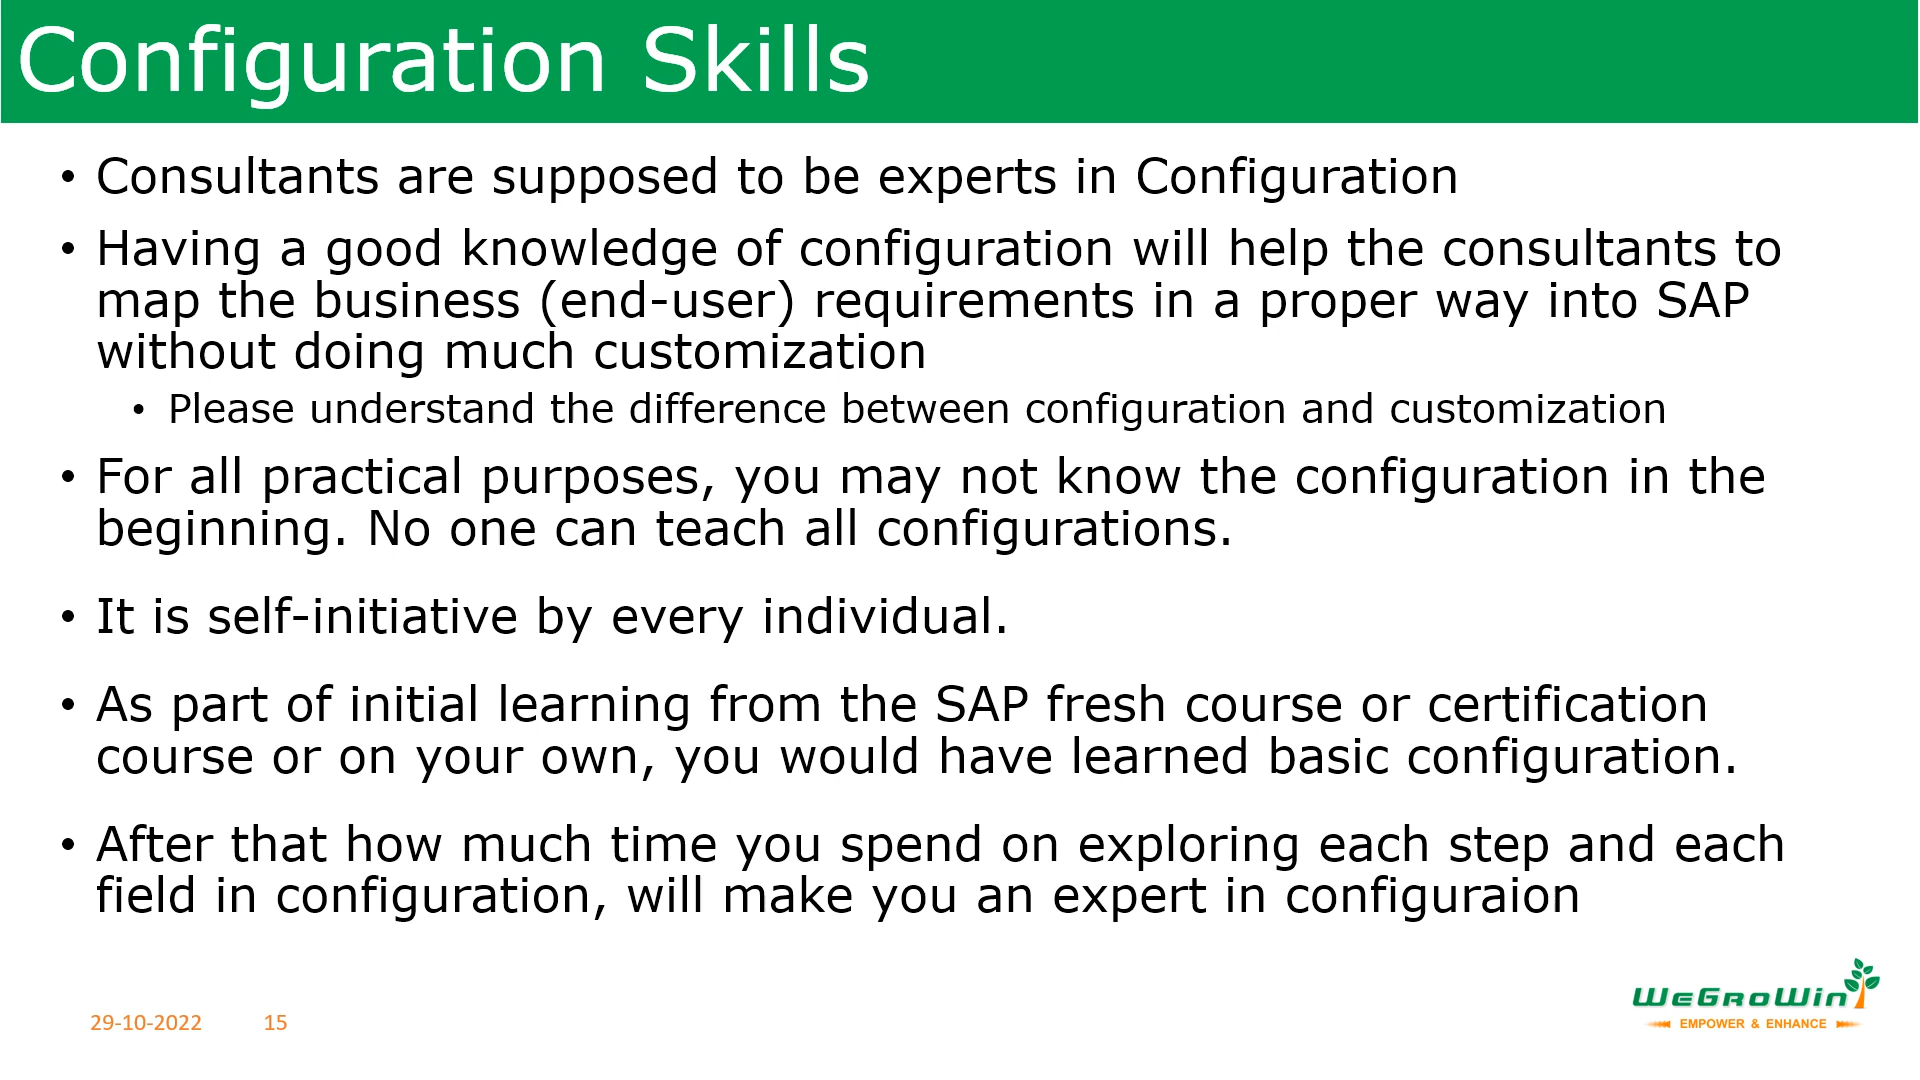 Configuration Skills
• Consultants are supposed to be experts in Configuration
• Having a good knowledge of configuration will help the consultants to
map the business (end-user) requirements in a proper way into SAP
without doing much customization
• Please understand the difference between configuration and customization
• For all practical purposes, you may not know the configuration in the
beginning. No one can teach all configurations.
• It is self-initiative by every individual.
• As part of initial learning from the SAP fresh course or certification
course or on your own, you would have learned basic configuration.
• After that how much time you spend on exploring each step and each
field in configuration, will make you an expert in configuraion
29-10-2022 15
WeGroWin
EMPOWER & ENHANCE